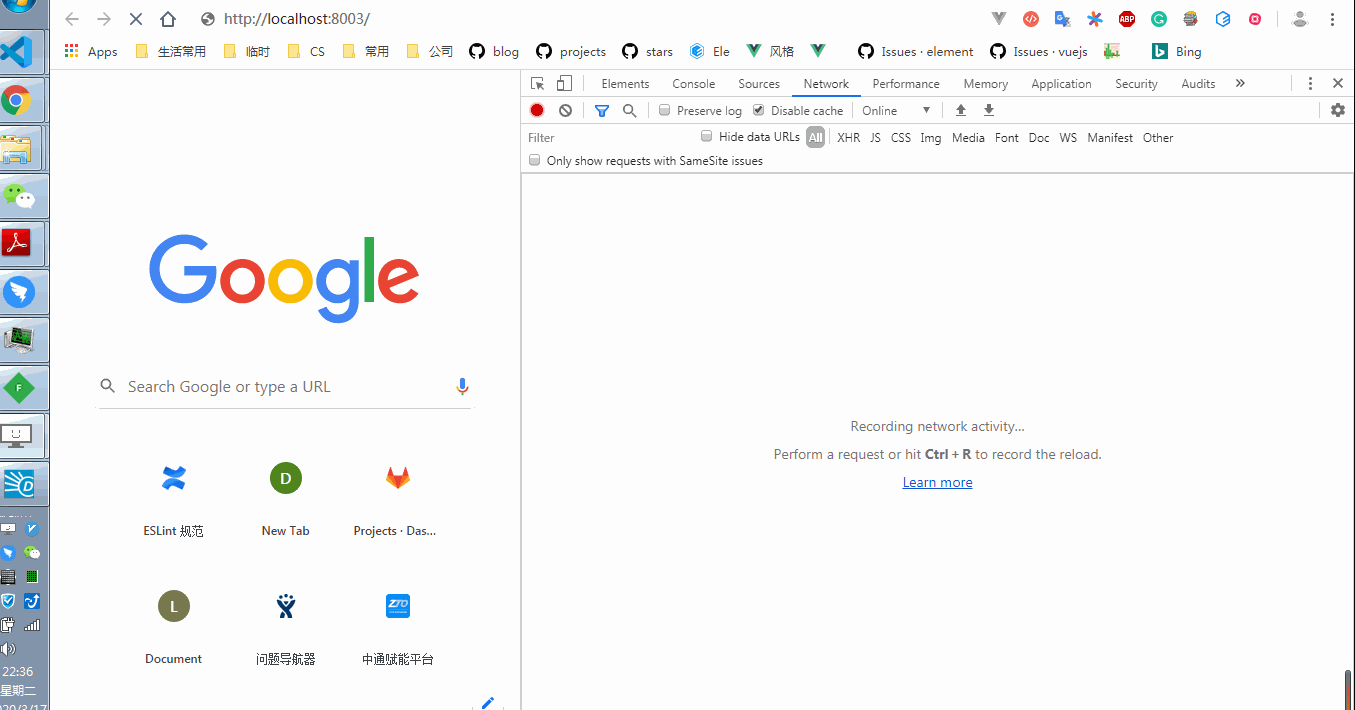 http://localhost:8003/
Apps 生活常用 临时 CS 常用 公司 blog projects stars Ele 风格 Issues · element Issues · vuejs Bing
Elements Console Sources Network Performance Memory Application Security Audits »
Preserve log Disable cache Online
Filter Hide data URLs All XHR JS CSS Img Media Font Doc WS Manifest Other
Only show requests with SameSite issues
Google
Search Google or type a URL
Recording network activity...
Perform a request or hit Ctrl + R to record the reload.
Learn more
D
ESLint 规范 New Tab Projects · Das...
L
ZTO
Document 问题导航器 中通赋能平台
ABP
F
22:36
星期二